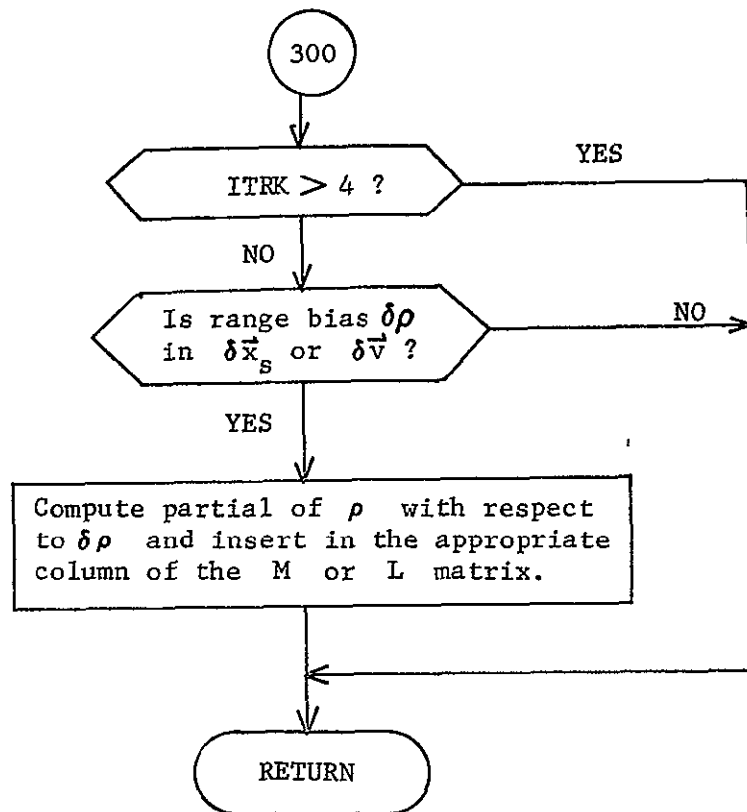 300
ITRK > 4 ?
YES
NO
Is range bias δρ
in δx⃗ₛ or δv⃗ ?
NO
YES
Compute partial of ρ with respect
to δρ and insert in the appropriate
column of the M or L matrix.
RETURN